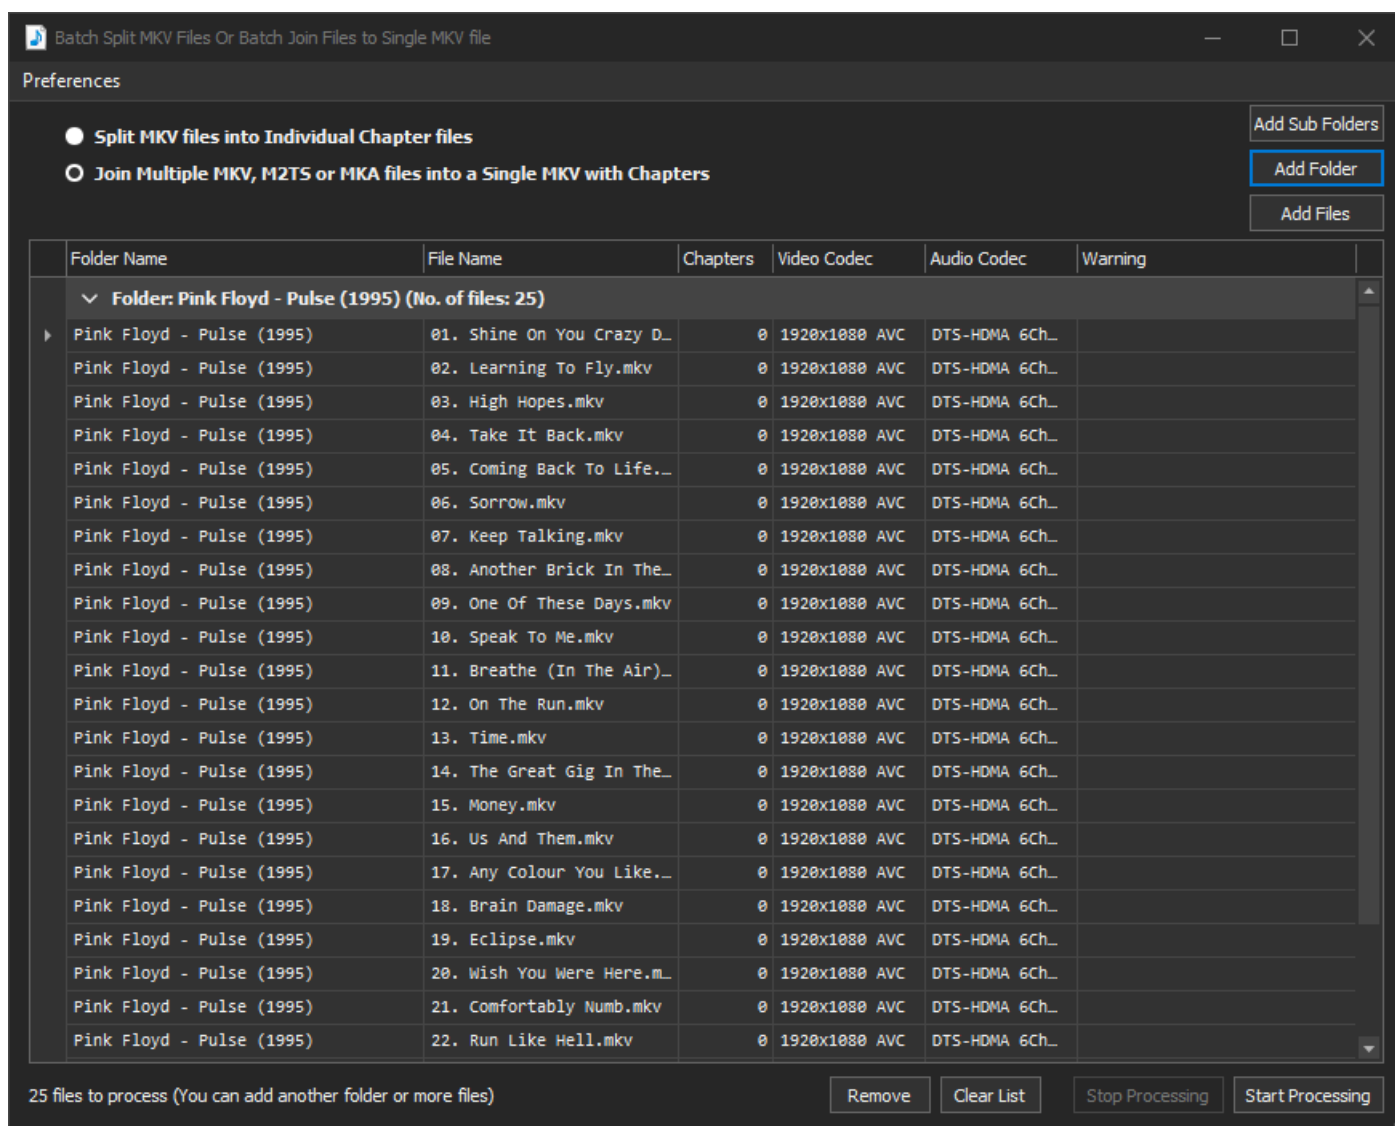 Batch Split MKV Files Or Batch Join Files to Single MKV file
Preferences
Split MKV files into Individual Chapter files
Join Multiple MKV, M2TS or MKA files into a Single MKV with Chapters
Add Sub Folders
Add Folder
Add Files
Folder Name File Name Chapters Video Codec Audio Codec Warning
Folder: Pink Floyd - Pulse (1995) (No. of files: 25)
Pink Floyd - Pulse (1995) 01. Shine On You Crazy D… 0 1920x1080 AVC DTS-HDMA 6Ch…
Pink Floyd - Pulse (1995) 02. Learning To Fly.mkv 0 1920x1080 AVC DTS-HDMA 6Ch…
Pink Floyd - Pulse (1995) 03. High Hopes.mkv 0 1920x1080 AVC DTS-HDMA 6Ch…
Pink Floyd - Pulse (1995) 04. Take It Back.mkv 0 1920x1080 AVC DTS-HDMA 6Ch…
Pink Floyd - Pulse (1995) 05. Coming Back To Life.… 0 1920x1080 AVC DTS-HDMA 6Ch…
Pink Floyd - Pulse (1995) 06. Sorrow.mkv 0 1920x1080 AVC DTS-HDMA 6Ch…
Pink Floyd - Pulse (1995) 07. Keep Talking.mkv 0 1920x1080 AVC DTS-HDMA 6Ch…
Pink Floyd - Pulse (1995) 08. Another Brick In The… 0 1920x1080 AVC DTS-HDMA 6Ch…
Pink Floyd - Pulse (1995) 09. One Of These Days.mkv 0 1920x1080 AVC DTS-HDMA 6Ch…
Pink Floyd - Pulse (1995) 10. Speak To Me.mkv 0 1920x1080 AVC DTS-HDMA 6Ch…
Pink Floyd - Pulse (1995) 11. Breathe (In The Air)… 0 1920x1080 AVC DTS-HDMA 6Ch…
Pink Floyd - Pulse (1995) 12. On The Run.mkv 0 1920x1080 AVC DTS-HDMA 6Ch…
Pink Floyd - Pulse (1995) 13. Time.mkv 0 1920x1080 AVC DTS-HDMA 6Ch…
Pink Floyd - Pulse (1995) 14. The Great Gig In The… 0 1920x1080 AVC DTS-HDMA 6Ch…
Pink Floyd - Pulse (1995) 15. Money.mkv 0 1920x1080 AVC DTS-HDMA 6Ch…
Pink Floyd - Pulse (1995) 16. Us And Them.mkv 0 1920x1080 AVC DTS-HDMA 6Ch…
Pink Floyd - Pulse (1995) 17. Any Colour You Like.… 0 1920x1080 AVC DTS-HDMA 6Ch…
Pink Floyd - Pulse (1995) 18. Brain Damage.mkv 0 1920x1080 AVC DTS-HDMA 6Ch…
Pink Floyd - Pulse (1995) 19. Eclipse.mkv 0 1920x1080 AVC DTS-HDMA 6Ch…
Pink Floyd - Pulse (1995) 20. Wish You Were Here.m… 0 1920x1080 AVC DTS-HDMA 6Ch…
Pink Floyd - Pulse (1995) 21. Comfortably Numb.mkv 0 1920x1080 AVC DTS-HDMA 6Ch…
Pink Floyd - Pulse (1995) 22. Run Like Hell.mkv 0 1920x1080 AVC DTS-HDMA 6Ch…
25 files to process (You can add another folder or more files) Remove Clear List Stop Processing Start Processing